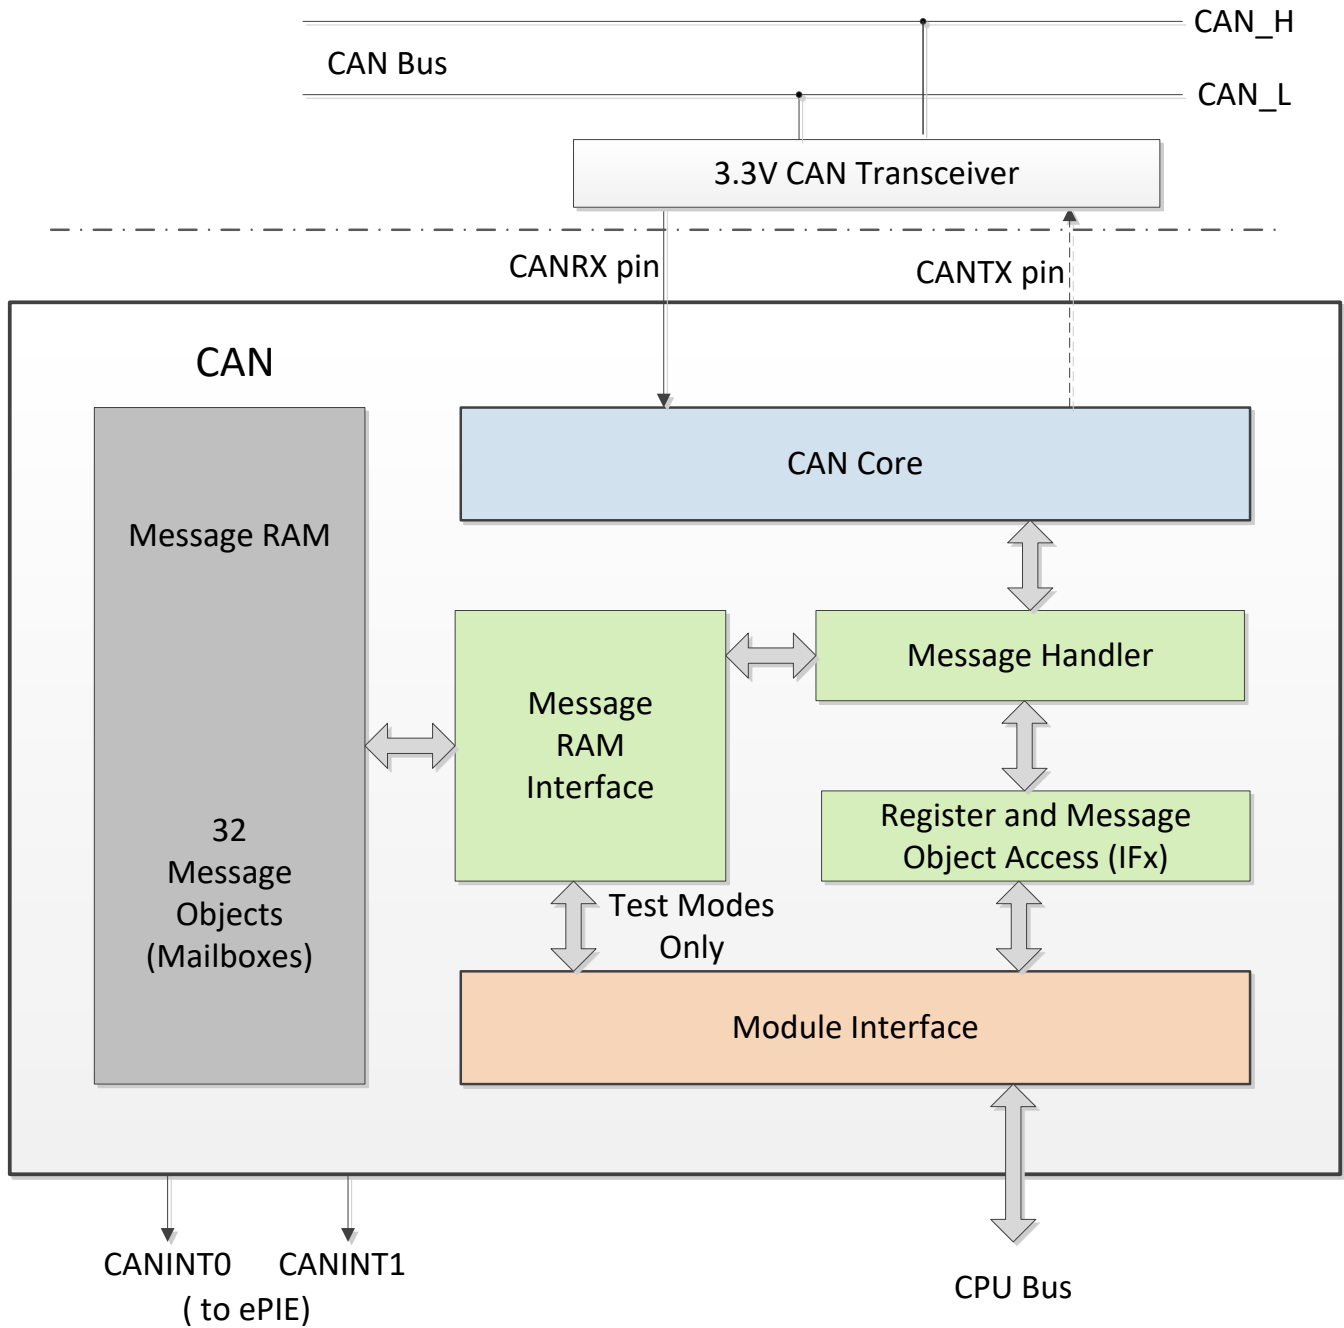 CAN_H
CAN Bus
CAN_L
3.3V CAN Transceiver
CANRX pin
CANTX pin
CAN
CAN Core
Message RAM
Message Handler
Message
RAM
Interface
Register and Message
Object Access (IFx)
32
Message
Objects
(Mailboxes)
Test Modes
Only
Module Interface
CANINT0
CANINT1
( to ePIE)
CPU Bus